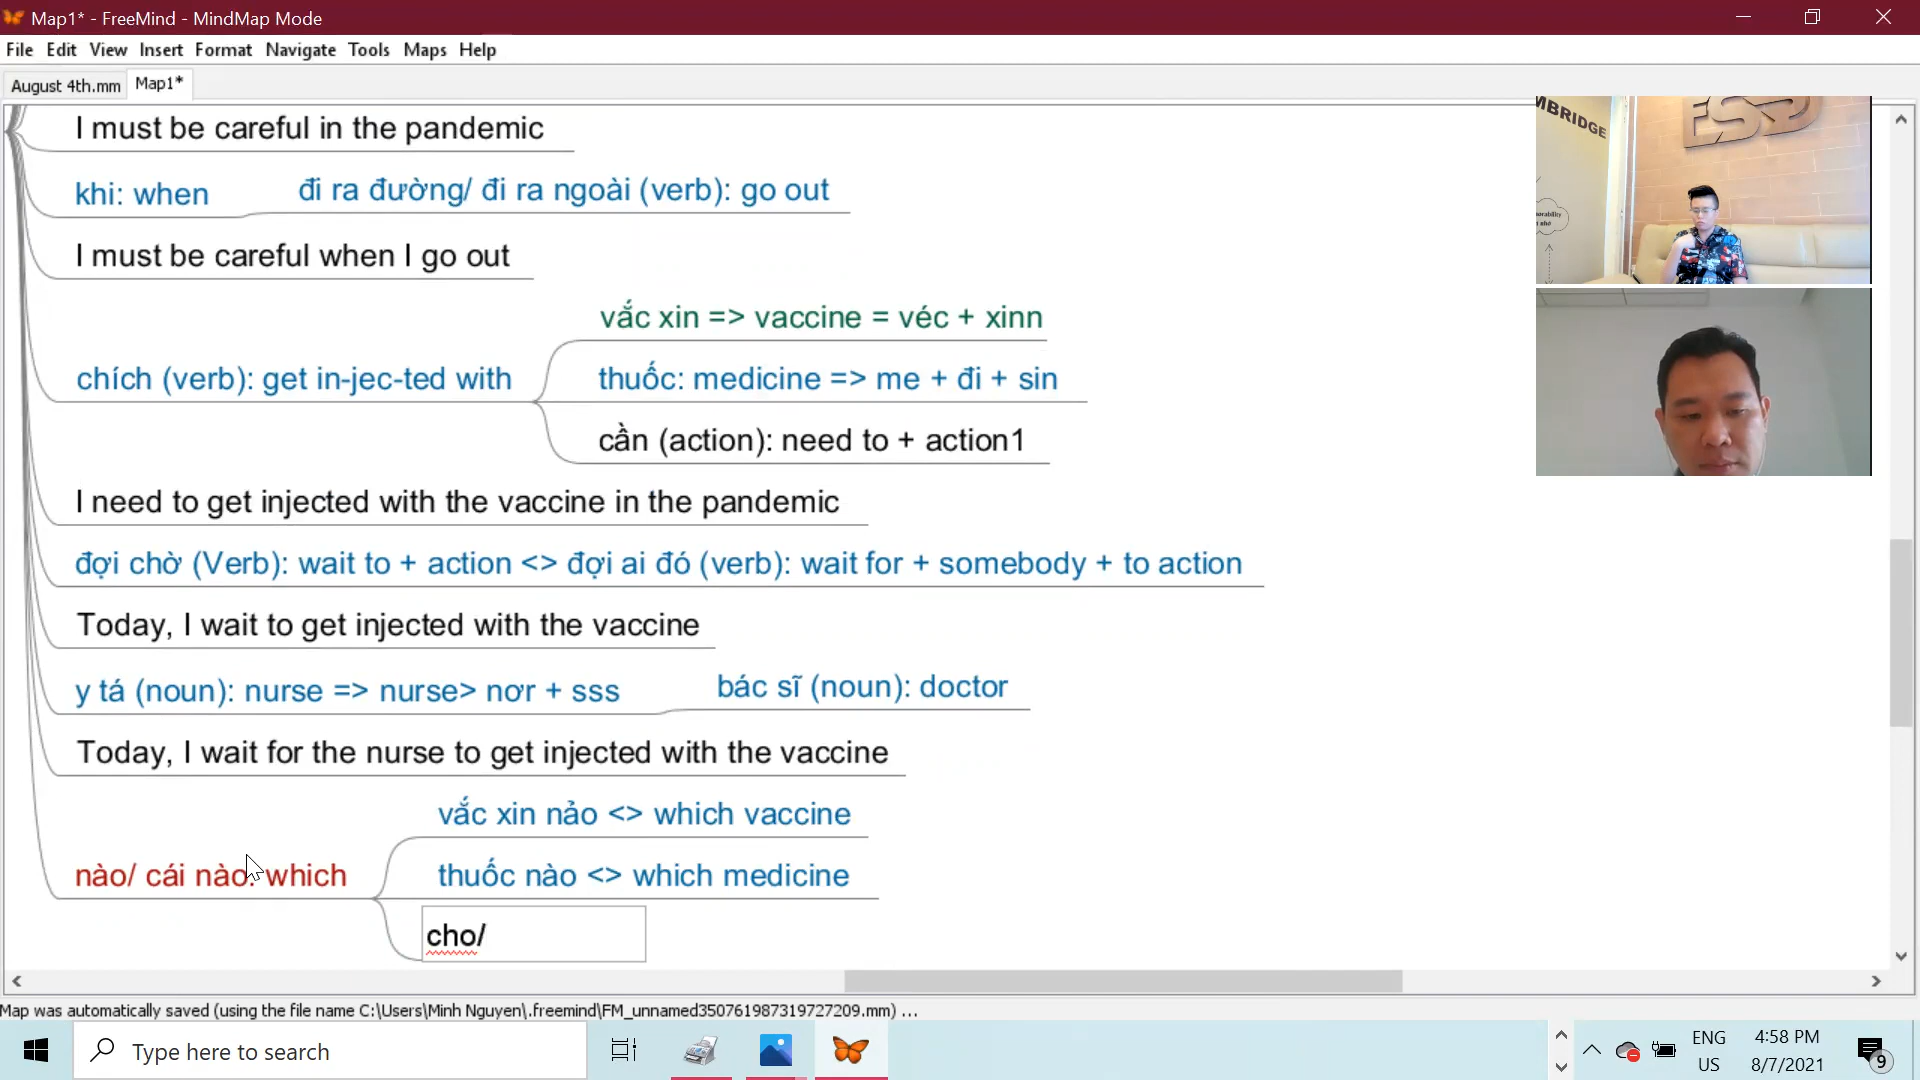 Map1* - FreeMind - MindMap Mode
File Edit View Insert Format Navigate Tools Maps Help
August 4th.mm Map1*
I must be careful in the pandemic
khi: when đi ra đường/ đi ra ngoài (verb): go out
I must be careful when I go out
vắc xin => vaccine = véc + xinn
chích (verb): get in-jec-ted with
thuốc: medicine => me + đi + sin
cần (action): need to + action1
I need to get injected with the vaccine in the pandemic
đợi chờ (Verb): wait to + action <> đợi ai đó (verb): wait for + somebody + to action
Today, I wait to get injected with the vaccine
y tá (noun): nurse => nurse> nơr + sss bác sĩ (noun): doctor
Today, I wait for the nurse to get injected with the vaccine
vắc xin nảo <> which vaccine
nào/ cái nào: which
thuốc nào <> which medicine
cho/
MBRIDGE
ESD
Map was automatically saved (using the file name C:\Users\Minh Nguyen\.freemind\FM_unnamed3507619873197272​09.mm) ...
Type here to search
ENG
US
4:58 PM
8/7/2021
9